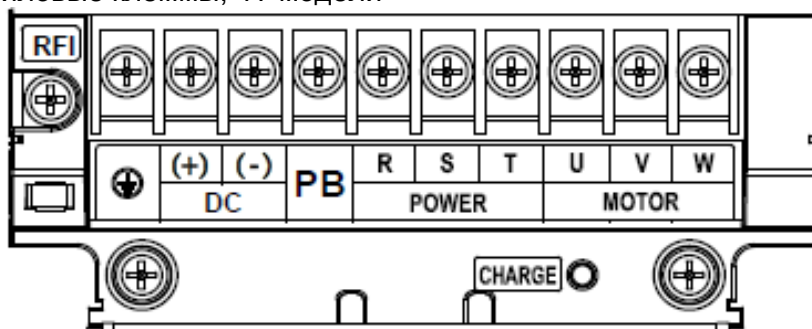 RFI
(+) (-) PB R S T U V W
DC POWER MOTOR
CHARGE